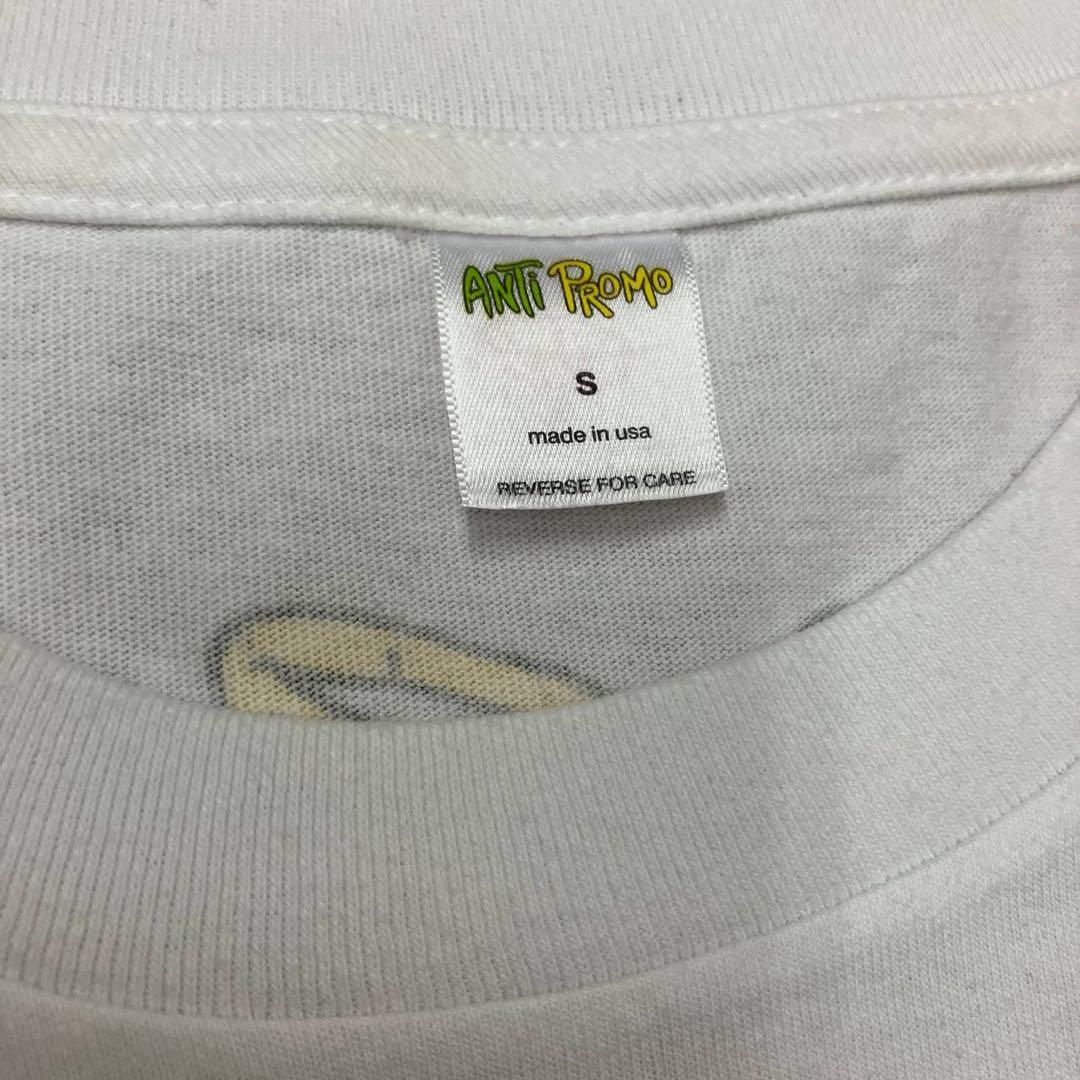 ANTi PROMO
S
made in usa
REVERSE FOR CARE